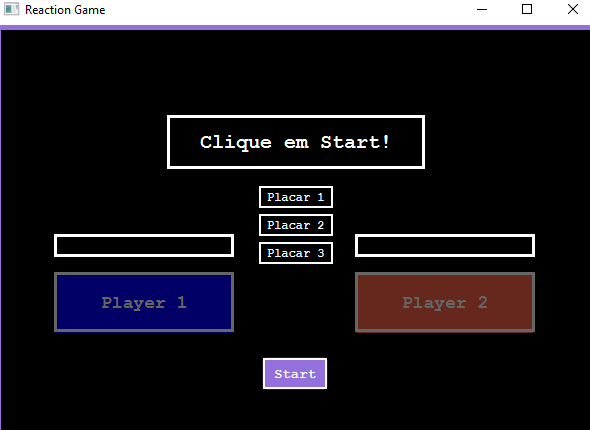 Reaction Game
Clique em Start!
Placar 1
Placar 2
Placar 3
Player 1
Player 2
Start